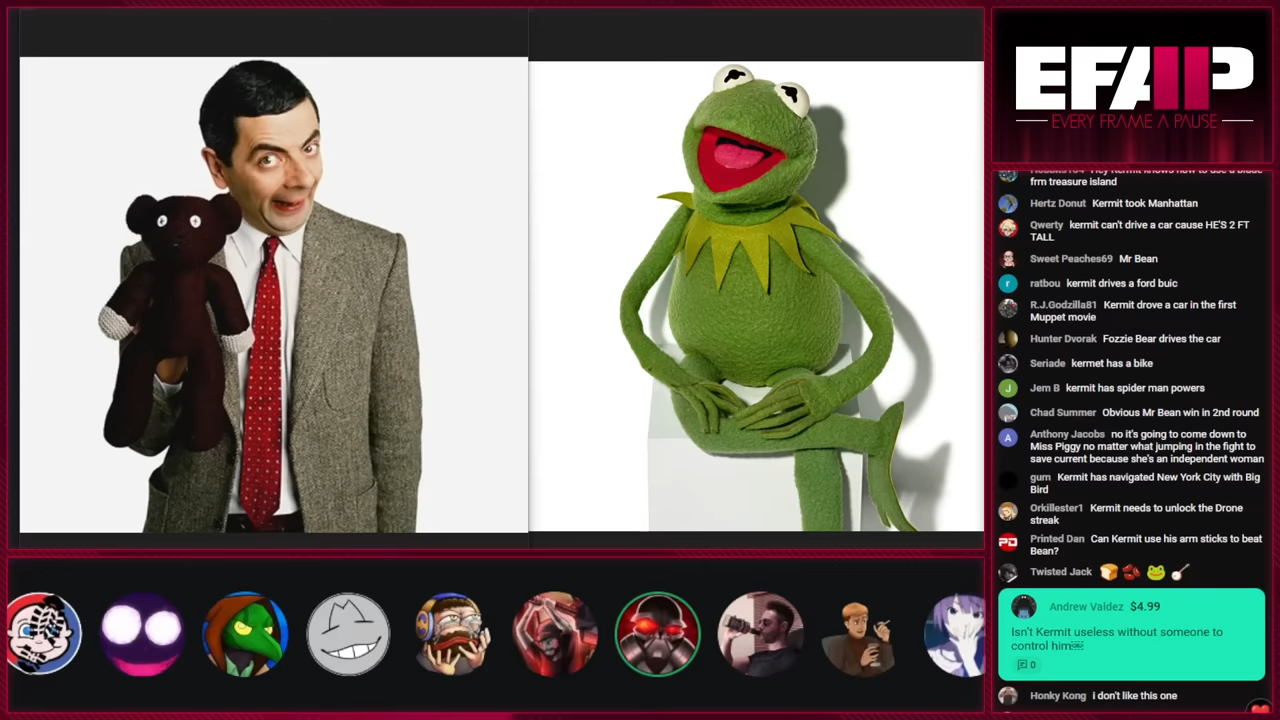 EFAP
EVERY FRAME A PAUSE
frm treasure island
Hertz Donut Kermit took Manhattan
Qwerty kermit can't drive a car cause HE'S 2 FT
TALL
Sweet Peaches69 Mr Bean
r
ratbou kermit drives a ford buic
R.J.Godzilla81 Kermit drove a car in the first
Muppet movie
Hunter Dvorak Fozzie Bear drives the car
Seriade kermet has a bike
J
Jem B kermit has spider man powers
Chad Summer Obvious Mr Bean win in 2nd round
A
Anthony Jacobs no it's going to come down to
Miss Piggy no matter what jumping in the fight to
save current because she's an independent woman
gum Kermit has navigated New York City with Big
Bird
Orkillester1 Kermit needs to unlock the Drone
streak
PD
Printed Dan Can Kermit use his arm sticks to beat
Bean?
Twisted Jack 🍞 🫘 🐸 🪕
Andrew Valdez $4.99
Isn't Kermit useless without someone to
control him￼
0
Honky Kong i don't like this one